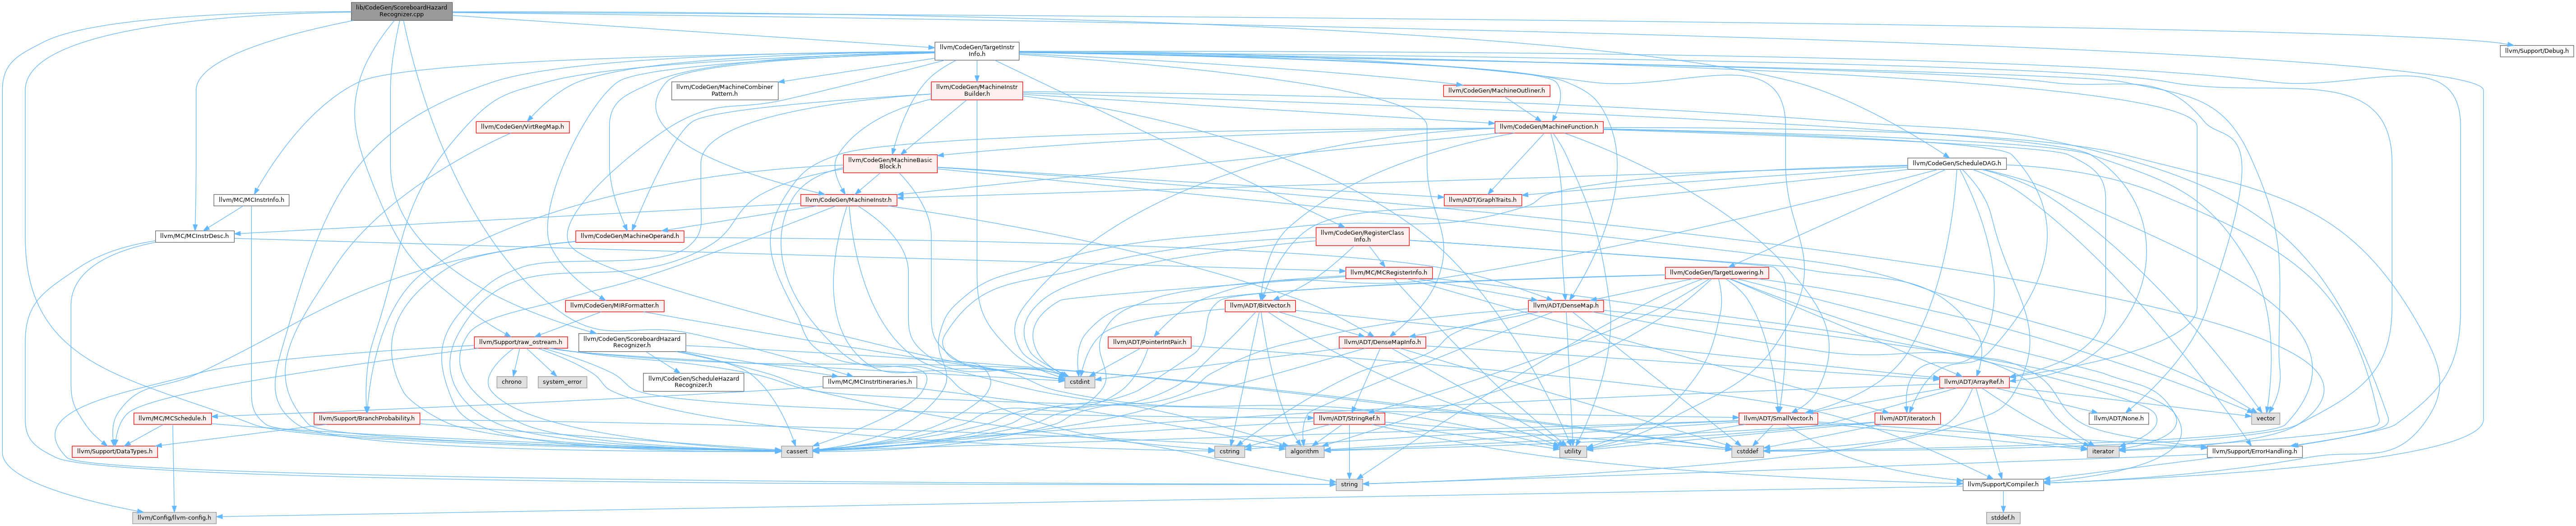 lib/CodeGen/ScoreboardHazard
Recognizer.cpp
llvm/CodeGen/TargetInstr
Info.h
llvm/Support/Debug.h
llvm/CodeGen/MachineCombiner
Pattern.h
llvm/CodeGen/MachineInstr
Builder.h
llvm/CodeGen/MachineOutliner.h
llvm/CodeGen/VirtRegMap.h
llvm/CodeGen/MachineFunction.h
llvm/CodeGen/MachineBasic
Block.h
llvm/CodeGen/ScheduleDAG.h
llvm/MC/MCInstrInfo.h
llvm/CodeGen/MachineInstr.h
llvm/ADT/GraphTraits.h
llvm/MC/MCInstrDesc.h
llvm/CodeGen/MachineOperand.h
llvm/CodeGen/RegisterClass
Info.h
llvm/MC/MCRegisterInfo.h
llvm/CodeGen/TargetLowering.h
llvm/CodeGen/MIRFormatter.h
llvm/ADT/BitVector.h
llvm/ADT/DenseMap.h
llvm/Support/raw_ostream.h
llvm/CodeGen/ScoreboardHazard
Recognizer.h
llvm/ADT/PointerIntPair.h
llvm/ADT/DenseMapInfo.h
chrono
system_error
llvm/CodeGen/ScheduleHazard
Recognizer.h
llvm/MC/MCInstrItineraries.h
cstdint
llvm/ADT/ArrayRef.h
llvm/MC/MCSchedule.h
llvm/Support/BranchProbability.h
llvm/ADT/StringRef.h
llvm/ADT/SmallVector.h
llvm/ADT/iterator.h
llvm/ADT/None.h
vector
llvm/Support/DataTypes.h
cassert
cstring
algorithm
utility
cstddef
iterator
llvm/Support/ErrorHandling.h
string
llvm/Support/Compiler.h
llvm/Config/llvm-config.h
stddef.h